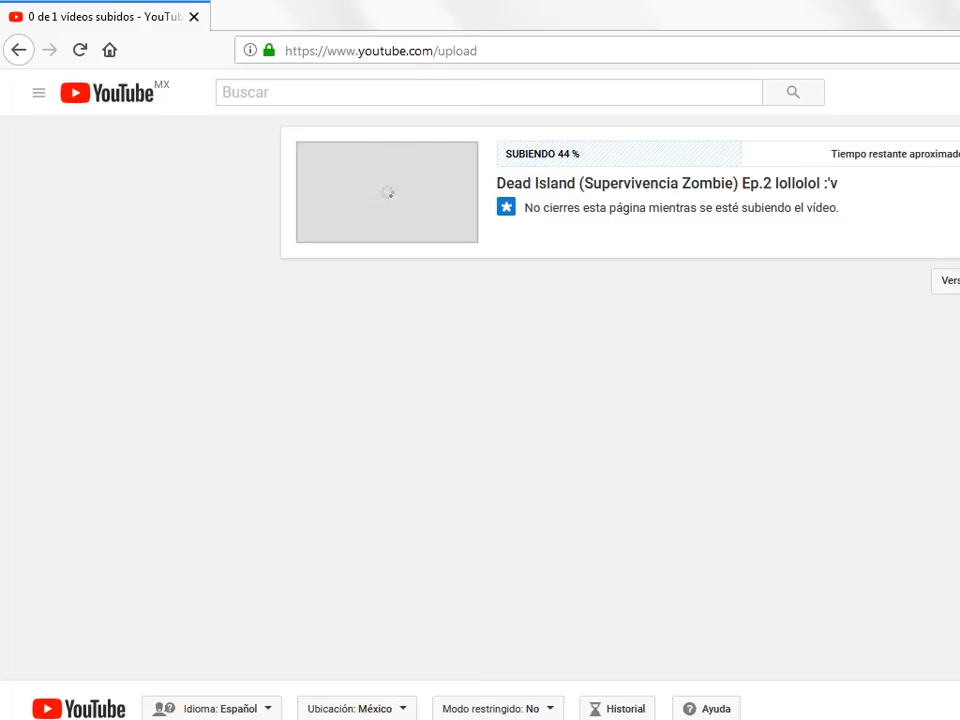 0 de 1 vídeos subidos - YouTub
https://www.youtube.com/upload
YouTube MX
Buscar
SUBIENDO 44 %
Tiempo restante aproximado
Dead Island (Supervivencia Zombie) Ep.2 lollolol :'v
No cierres esta página mientras se esté subiendo el vídeo.
Vers
YouTube
Idioma: Español
Ubicación: México
Modo restringido: No
Historial
Ayuda